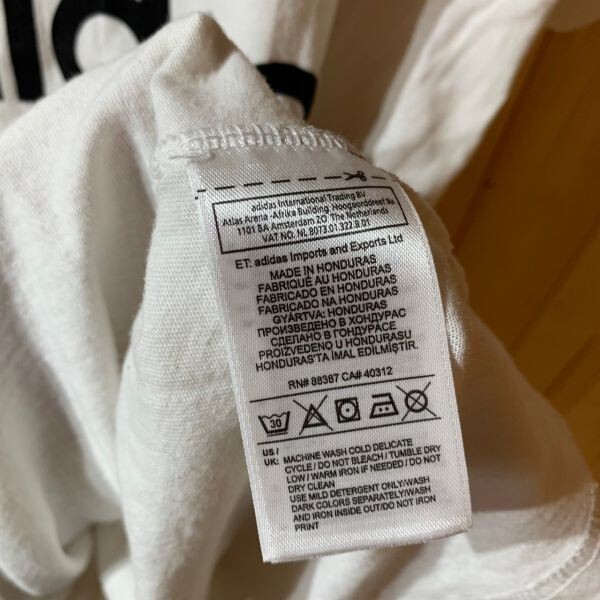 adidas International Trading BV
Atlas Arena -Afrika Building, Hoogoorddreef 9a
1101 BA Amsterdam ZO The Netherlands
VAT NO. NL 8073.01.322.B.01
ET: adidas Imports and Exports Ltd
MADE IN HONDURAS
FABRIQUÉ AU HONDURAS
FABRICADO EN HONDURAS
FABRICADO NA HONDURAS
GYÁRTVA: HONDURAS
ПРОИЗВЕДЕНО В ХОНДУРАС
СДЕЛАНО В ГОНДУРАСЕ
PROIZVEDENO U HONDURASU
HONDURAS'TA İMAL EDİLMİŞTİR.
RN# 88387 CA# 40312
30
US /
UK: MACHINE WASH COLD DELICATE
CYCLE / DO NOT BLEACH / TUMBLE DRY
LOW / WARM IRON IF NEEDED / DO NOT
DRY CLEAN
USE MILD DETERGENT ONLY/WASH
DARK COLORS SEPARATELY/WASH
AND IRON INSIDE OUT/DO NOT IRON
PRINT